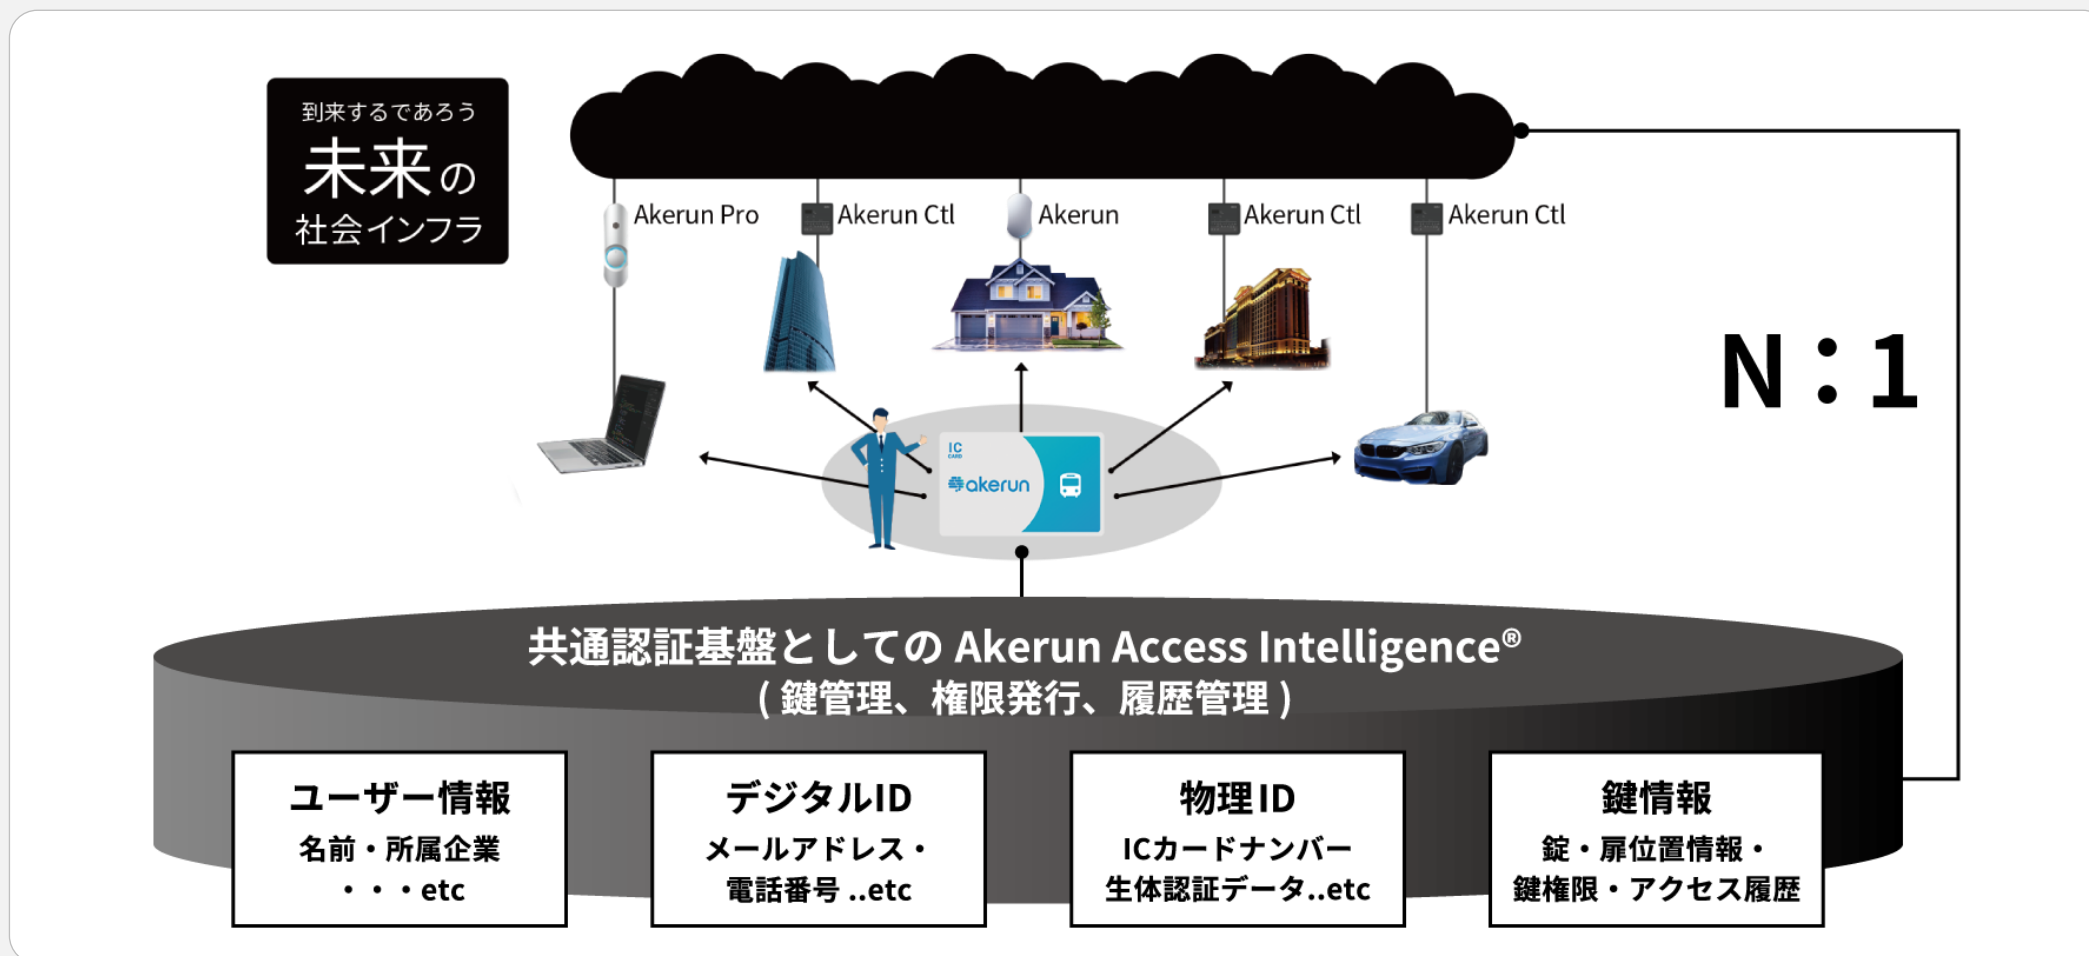 到来するであろう
未来の
社会インフラ
Akerun Pro
Akerun Ctl
Akerun
Akerun Ctl
Akerun Ctl
N:1
IC
CARD
akerun
共通認証基盤としての Akerun Access Intelligence®
( 鍵管理、権限発行、履歴管理 )
ユーザー情報
名前・所属企業
・・・etc
デジタルID
メールアドレス・
電話番号 ..etc
物理ID
ICカードナンバー
生体認証データ..etc
鍵情報
錠・扉位置情報・
鍵権限・アクセス履歴